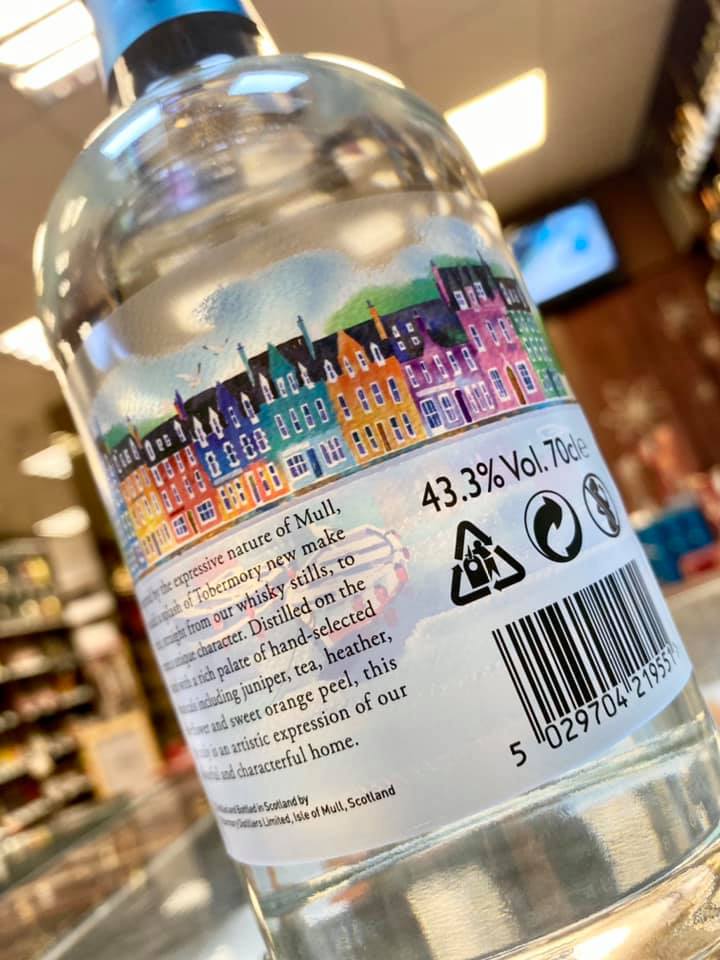 43.3% Vol. 70cl e
by the expressive nature of Mull,
splash of Tobermory new make
straight from our whisky stills, to
unique character. Distilled on the
with a rich palate of hand-selected
including juniper, tea, heather,
and sweet orange peel, this
is an artistic expression of our
and characterful home.
and Bottled in Scotland by
Distillers Limited, Isle of Mull, Scotland
5 029704 219551